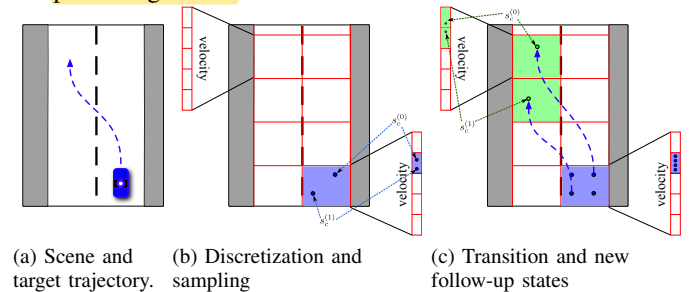 velocity
s_c^(0)
s_c^(1)
velocity
velocity
s_c^(0)
s_c^(1)
velocity
(a) Scene and
target trajectory.
(b) Discretization and
sampling
(c) Transition and new
follow-up states